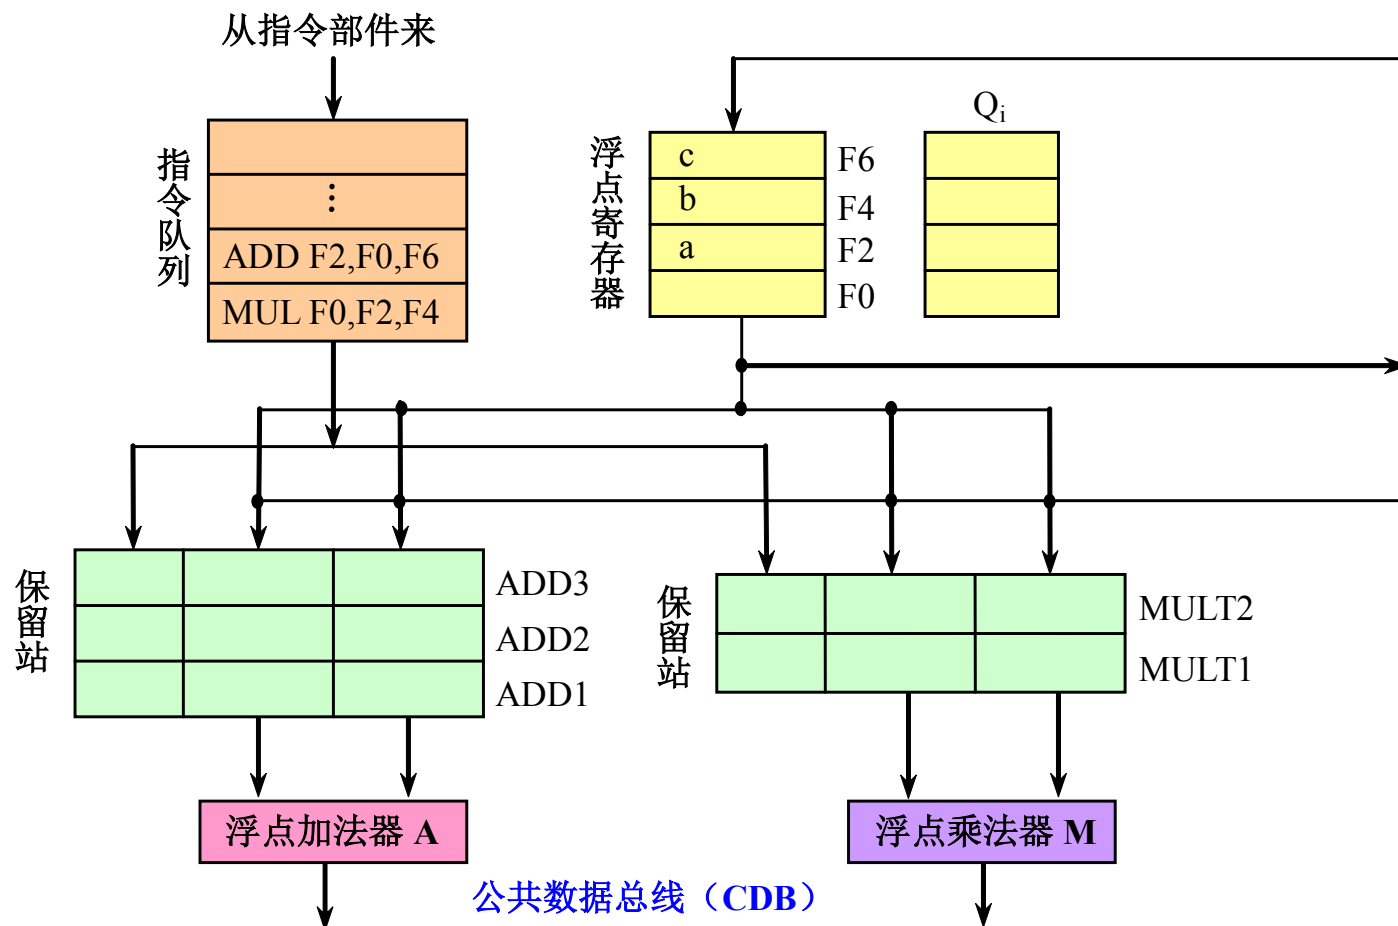 从指令部件来
指令队列
⋮
ADD F2,F0,F6
MUL F0,F2,F4
浮点寄存器
c
F6
b
F4
a
F2
F0
Qi
保留站
ADD3
ADD2
ADD1
保留站
MULT2
MULT1
浮点加法器 A
浮点乘法器 M
公共数据总线（CDB）